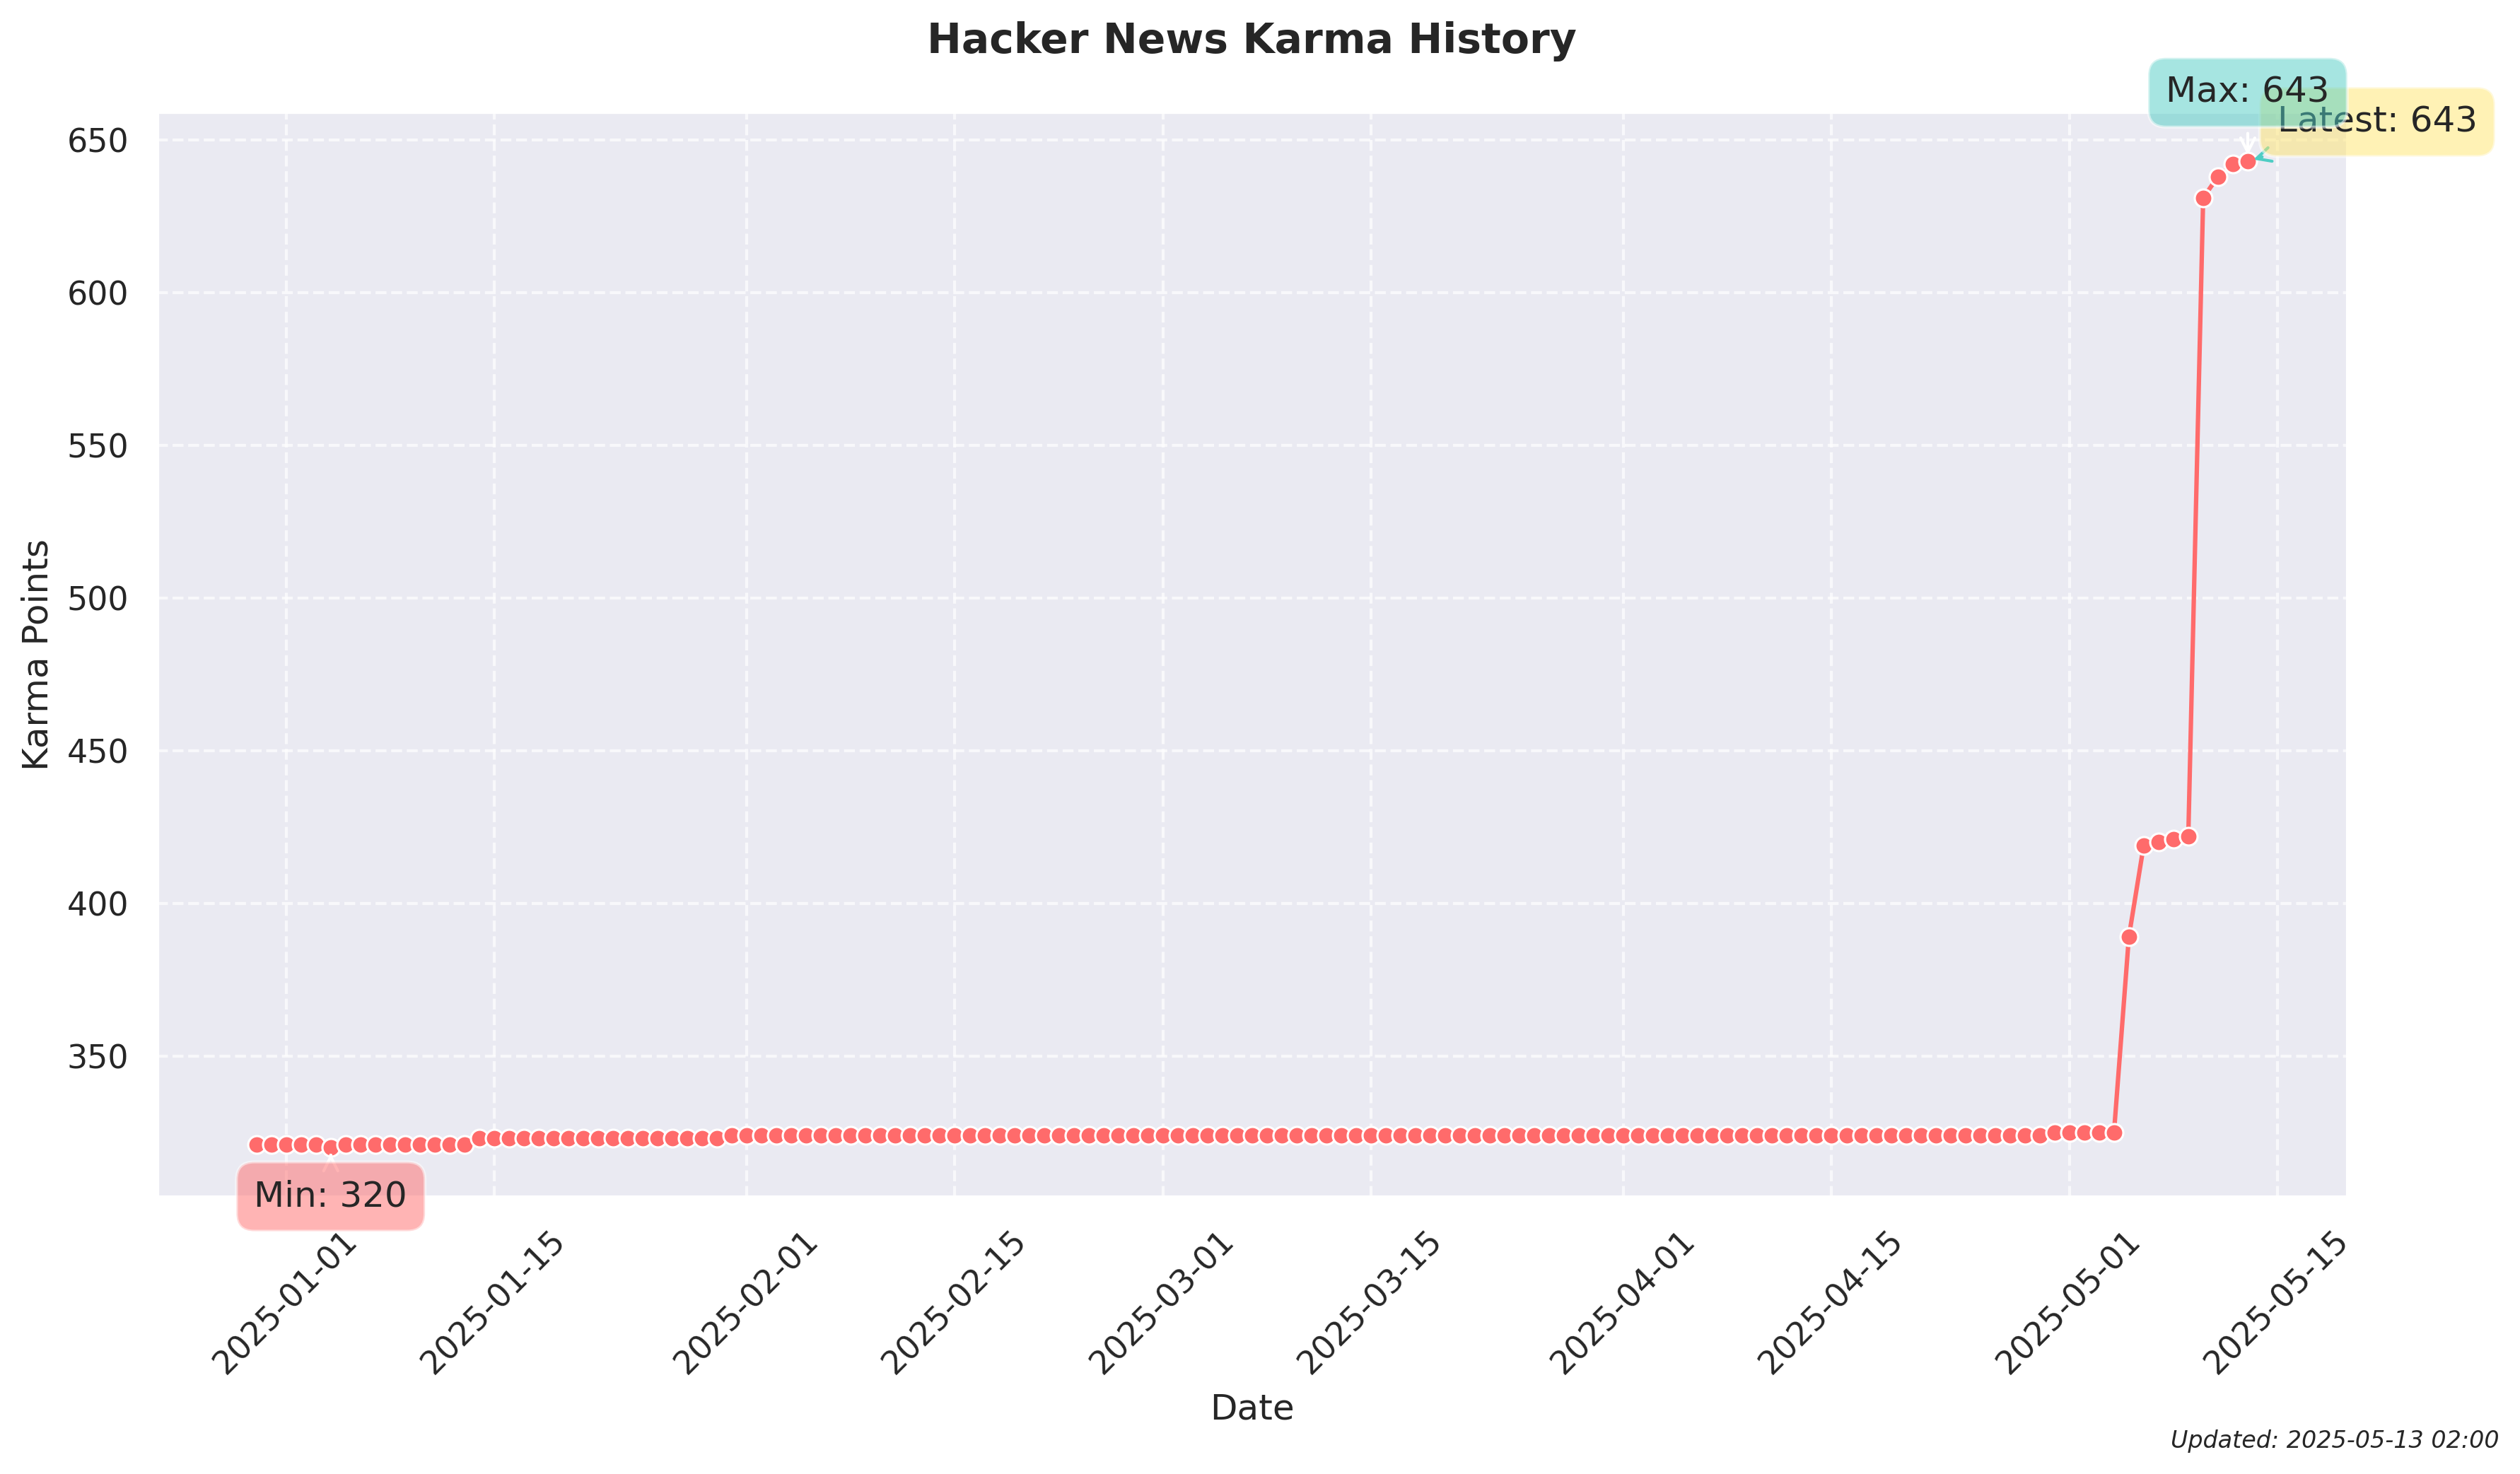 Hacker News Karma History
Max: 643
Latest: 643
650
600
550
500
450
400
350
Karma Points
Min: 320
2025-01-01
2025-01-15
2025-02-01
2025-02-15
2025-03-01
2025-03-15
2025-04-01
2025-04-15
2025-05-01
2025-05-15
Date
Updated: 2025-05-13 02:00